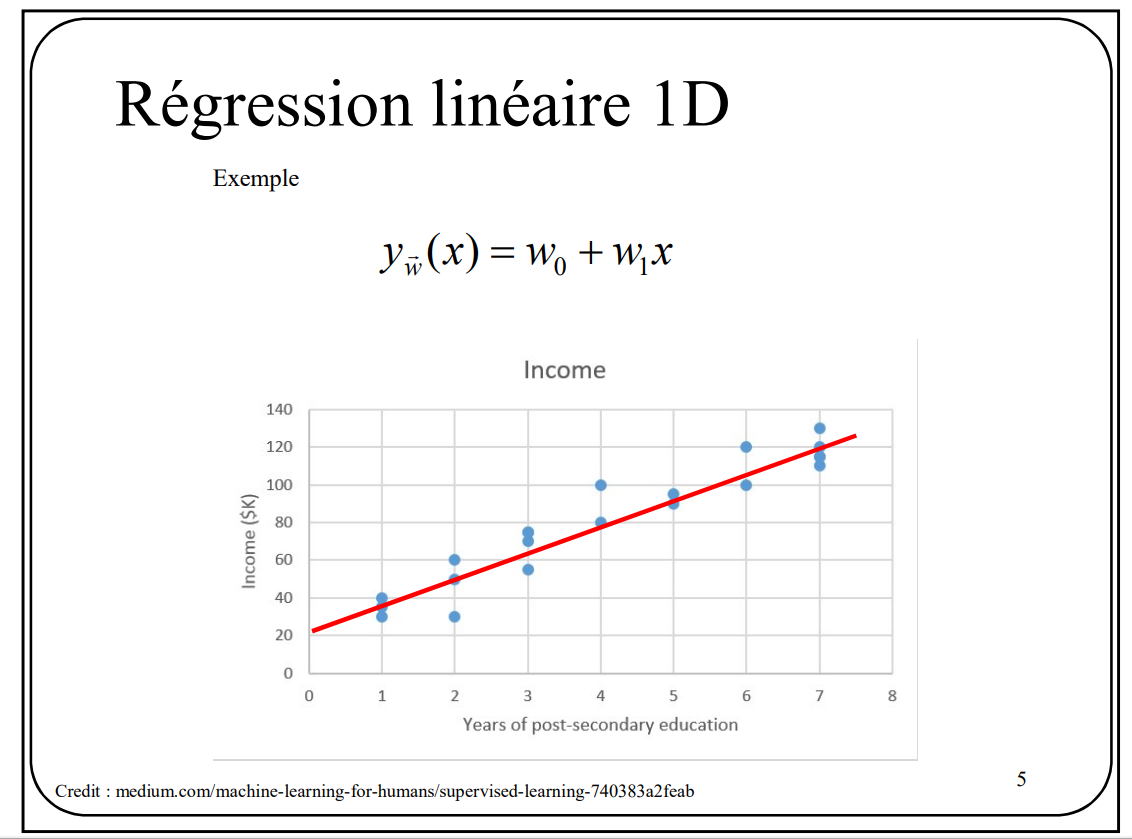 Régression linéaire 1D
Exemple
y_{\vec{w}}(x) = w_0 + w_1x
Income
140
120
100
80
60
40
20
0
Income ($K)
0 1 2 3 4 5 6 7 8
Years of post-secondary education
5
Credit : medium.com/machine-learning-for-humans/supervised-learning-740383a2feab